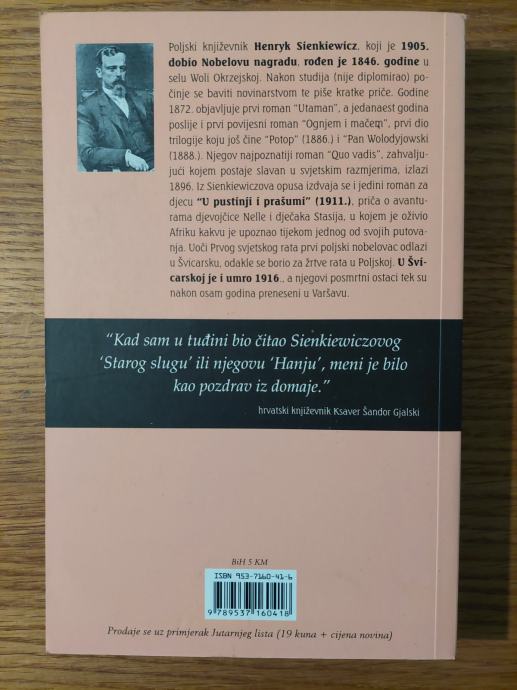 Poljski književnik Henryk Sienkiewicz, koji je 1905.
dobio Nobelovu nagradu, rođen je 1846. godine u
selu Woli Okrzejskoj. Nakon studija (nije diplomirao) po-
činje se baviti novinarstvom te piše kratke priče. Godine
1872. objavljuje prvi roman "Utaman", a jedanaest godina
poslije i prvi povijesni roman "Ognjem i mačem", prvi dio
trilogije koju još čine "Potop" (1886.) i "Pan Wolodyjowski
(1888.). Njegov najpoznatiji roman "Quo vadis", zahvalju-
jući kojem postaje slavan u svjetskim razmjerima, izlazi
1896. Iz Sienkiewiczova opusa izdvaja se i jedini roman za
djecu "U pustinji i prašumi" (1911.), priča o avantu-
rama djevojčice Nelle i dječaka Stasija, u kojem je oživio
Afriku kakvu je upoznao tijekom jednog od svojih putova-
nja. Uoči Prvog svjetskog rata prvi poljski nobelovac odlazi
u Švicarsku, odakle se borio za žrtve rata u Poljskoj. U Švi-
carskoj je i umro 1916., a njegovi posmrtni ostaci tek su
nakon osam godina preneseni u Varšavu.
"Kad sam u tuđini bio čitao Sienkiewiczovog
'Starog slugu' ili njegovu 'Hanju', meni je bilo
kao pozdrav iz domaje."
hrvatski književnik Ksaver Šandor Gjalski
BiH 5 KM
ISBN 953-7160-41-6
9 789537 160418
Prodaje se uz primjerak Jutarnjeg lista (19 kuna + cijena novina)